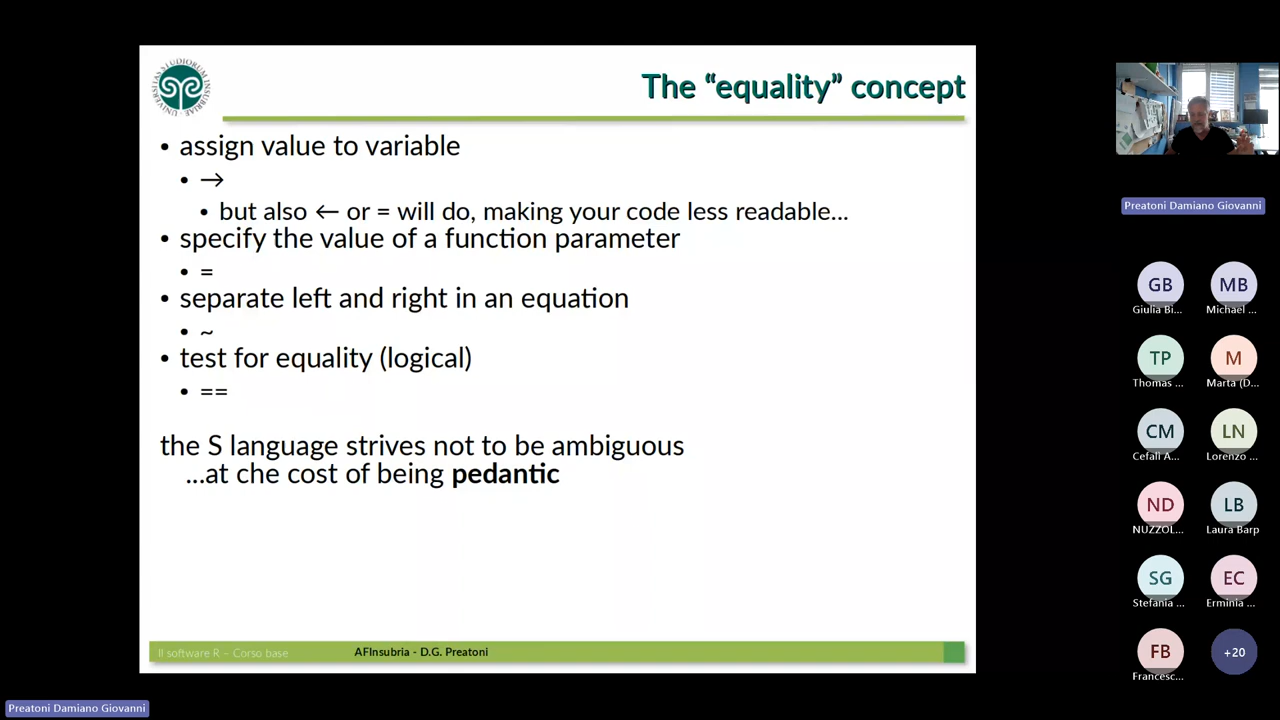 UNIVERSITAS STUDIORUM INSUBRIAE
The “equality” concept
• assign value to variable
• →
• but also ← or = will do, making your code less readable...
• specify the value of a function parameter
• =
• separate left and right in an equation
• ~
• test for equality (logical)
• ==
the S language strives not to be ambiguous
...at che cost of being pedantic
Il software R – Corso base
AFInsubria - D.G. Preatoni
Preatoni Damiano Giovanni
GB MB
Giulia Bi... Michael ...
TP M
Thomas ... Marta (D...
CM LN
Cefali A... Lorenzo ...
ND LB
NUZZOL... Laura Barp
SG EC
Stefania ... Erminia ...
FB +20
Francesc...
Preatoni Damiano Giovanni